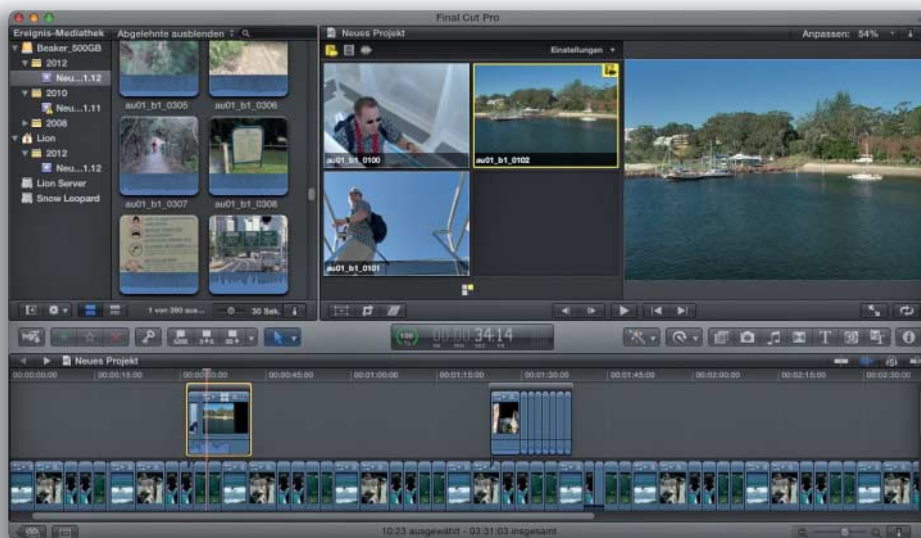 Final Cut Pro
Ereignis-Mediathek
Abgelehnte ausblenden
Beaker_500GB
2012
Neu...1.12
2010
Neu...1.11
2008
Lion
2012
Neu...1.12
Lion Server
Snow Leopard
au01_b1_0305
au01_b1_0306
au01_b1_0307
au01_b1_0308
1 von 390 aus...
30 Sek.
Neues Projekt
Anpassen: 54%
Einstellungen
au01_b1_0100
au01_b1_0102
au01_b1_0101
100
34:14
Neues Projekt
00:00:00:00
00:00:15:00
00:00:45:00
00:01:00:00
00:01:15:00
00:01:30:00
00:01:45:00
00:02:00:00
00:02:15:00
00:02:30:00
10:23 ausgewählt - 03:31:03 insgesamt